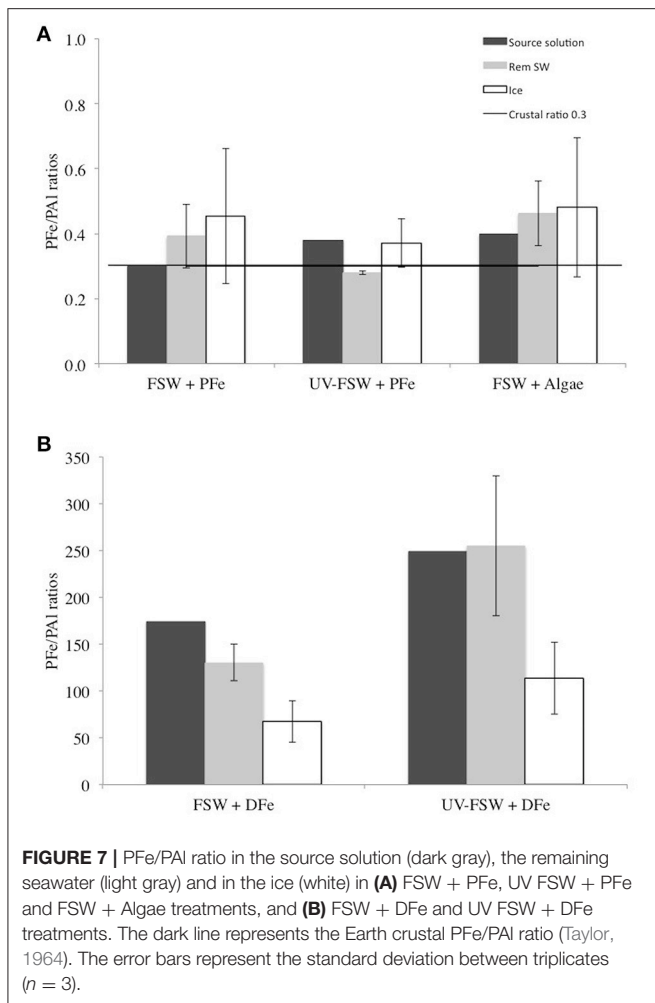 A
1.0
0.8
0.6
0.4
0.2
0.0
PFe/PAl ratios
Source solution
Rem SW
Ice
Crustal ratio 0.3
FSW + PFe
UV-FSW + PFe
FSW + Algae
B
350
300
250
200
150
100
50
0
PFe/PAl ratios
FSW + DFe
UV-FSW + DFe
FIGURE 7 | PFe/PAl ratio in the source solution (dark gray), the remaining
seawater (light gray) and in the ice (white) in (A) FSW + PFe, UV FSW + PFe
and FSW + Algae treatments, and (B) FSW + DFe and UV FSW + DFe
treatments. The dark line represents the Earth crustal PFe/PAl ratio (Taylor,
1964). The error bars represent the standard deviation between triplicates
(n = 3).